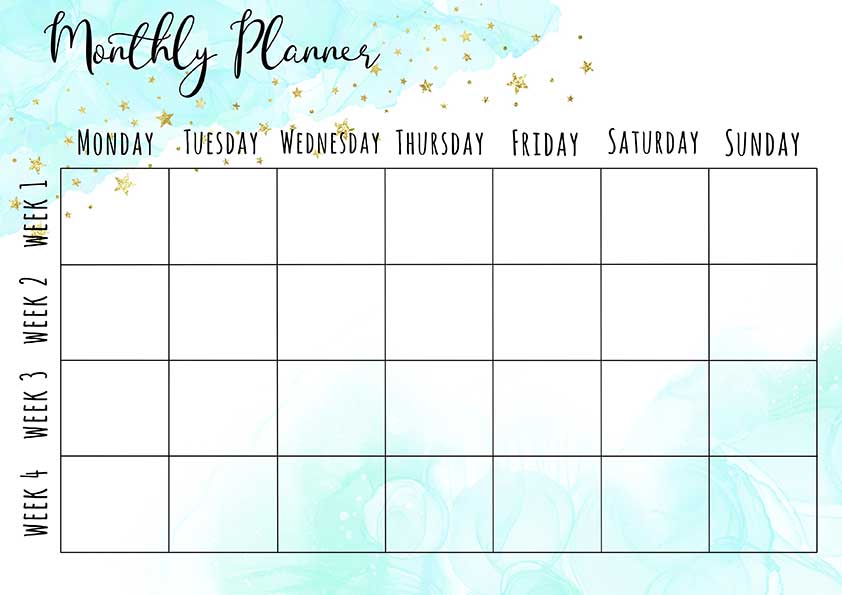 Monthly Planner
MONDAY TUESDAY WEDNESDAY THURSDAY FRIDAY SATURDAY SUNDAY
WEEK 1
WEEK 2
WEEK 3
WEEK 4